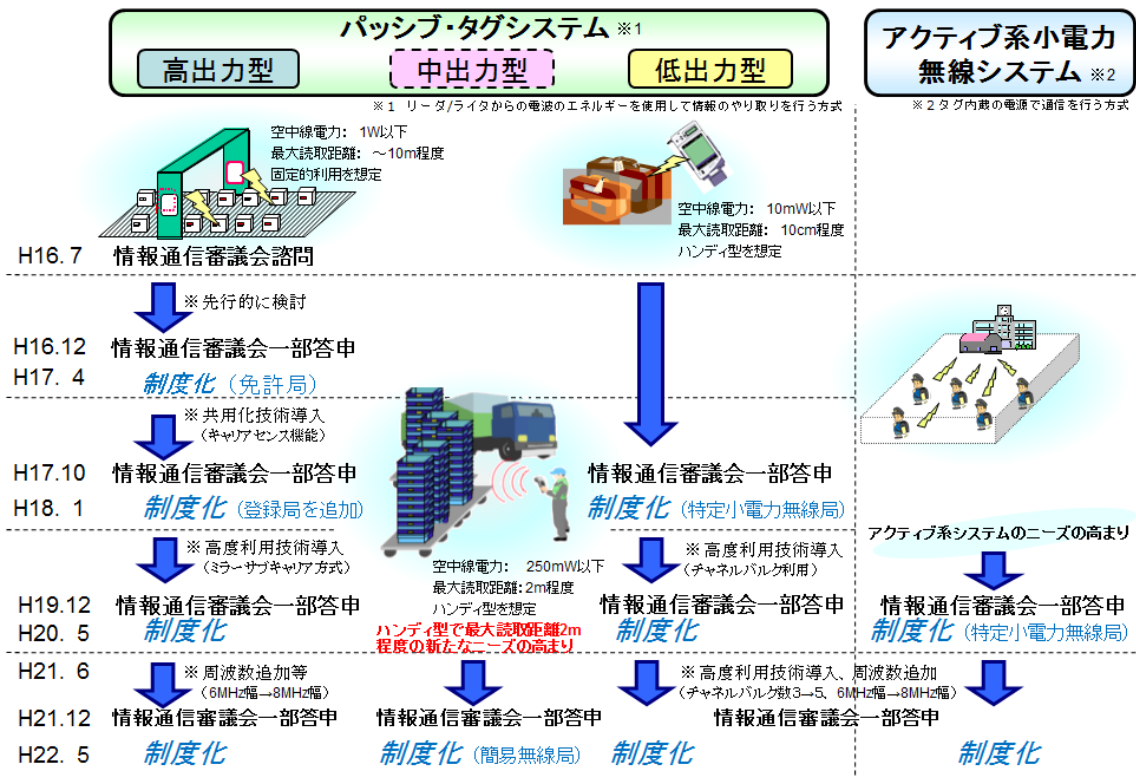 パッシブ・タグシステム ※1
高出力型
中出力型
低出力型
アクティブ系小電力
無線システム ※2
※1 リーダ/ライタからの電波のエネルギーを使用して情報のやり取りを行う方式
※2 タグ内蔵の電源で通信を行う方式
空中線電力: 1W以下
最大読取距離: ～10m程度
固定的利用を想定
空中線電力: 10mW以下
最大読取距離: 10cm程度
ハンディ型を想定
H16. 7 情報通信審議会諮問
※先行的に検討
H16.12 情報通信審議会一部答申
H17. 4 制度化 (免許局)
※共用化技術導入
(キャリアセンス機能)
H17.10 情報通信審議会一部答申 情報通信審議会一部答申
H18. 1 制度化 (登録局を追加) 制度化 (特定小電力無線局)
アクティブ系システムのニーズの高まり
※高度利用技術導入
(ミラーサブキャリア方式)
空中線電力: 250mW以下
最大読取距離: 2m程度
ハンディ型を想定
※高度利用技術導入
(チャネルバルク利用)
H19.12 情報通信審議会一部答申 情報通信審議会一部答申 情報通信審議会一部答申
H20. 5 制度化 制度化 制度化 (特定小電力無線局)
ハンディ型で最大読取距離2m
程度の新たなニーズの高まり
H21. 6 ※周波数追加等
(6MHz幅→8MHz幅)
※高度利用技術導入、周波数追加
(チャネルバルク数3→5、6MHz幅→8MHz幅)
H21.12 情報通信審議会一部答申 情報通信審議会一部答申 情報通信審議会一部答申
H22. 5 制度化 制度化 (簡易無線局) 制度化 制度化